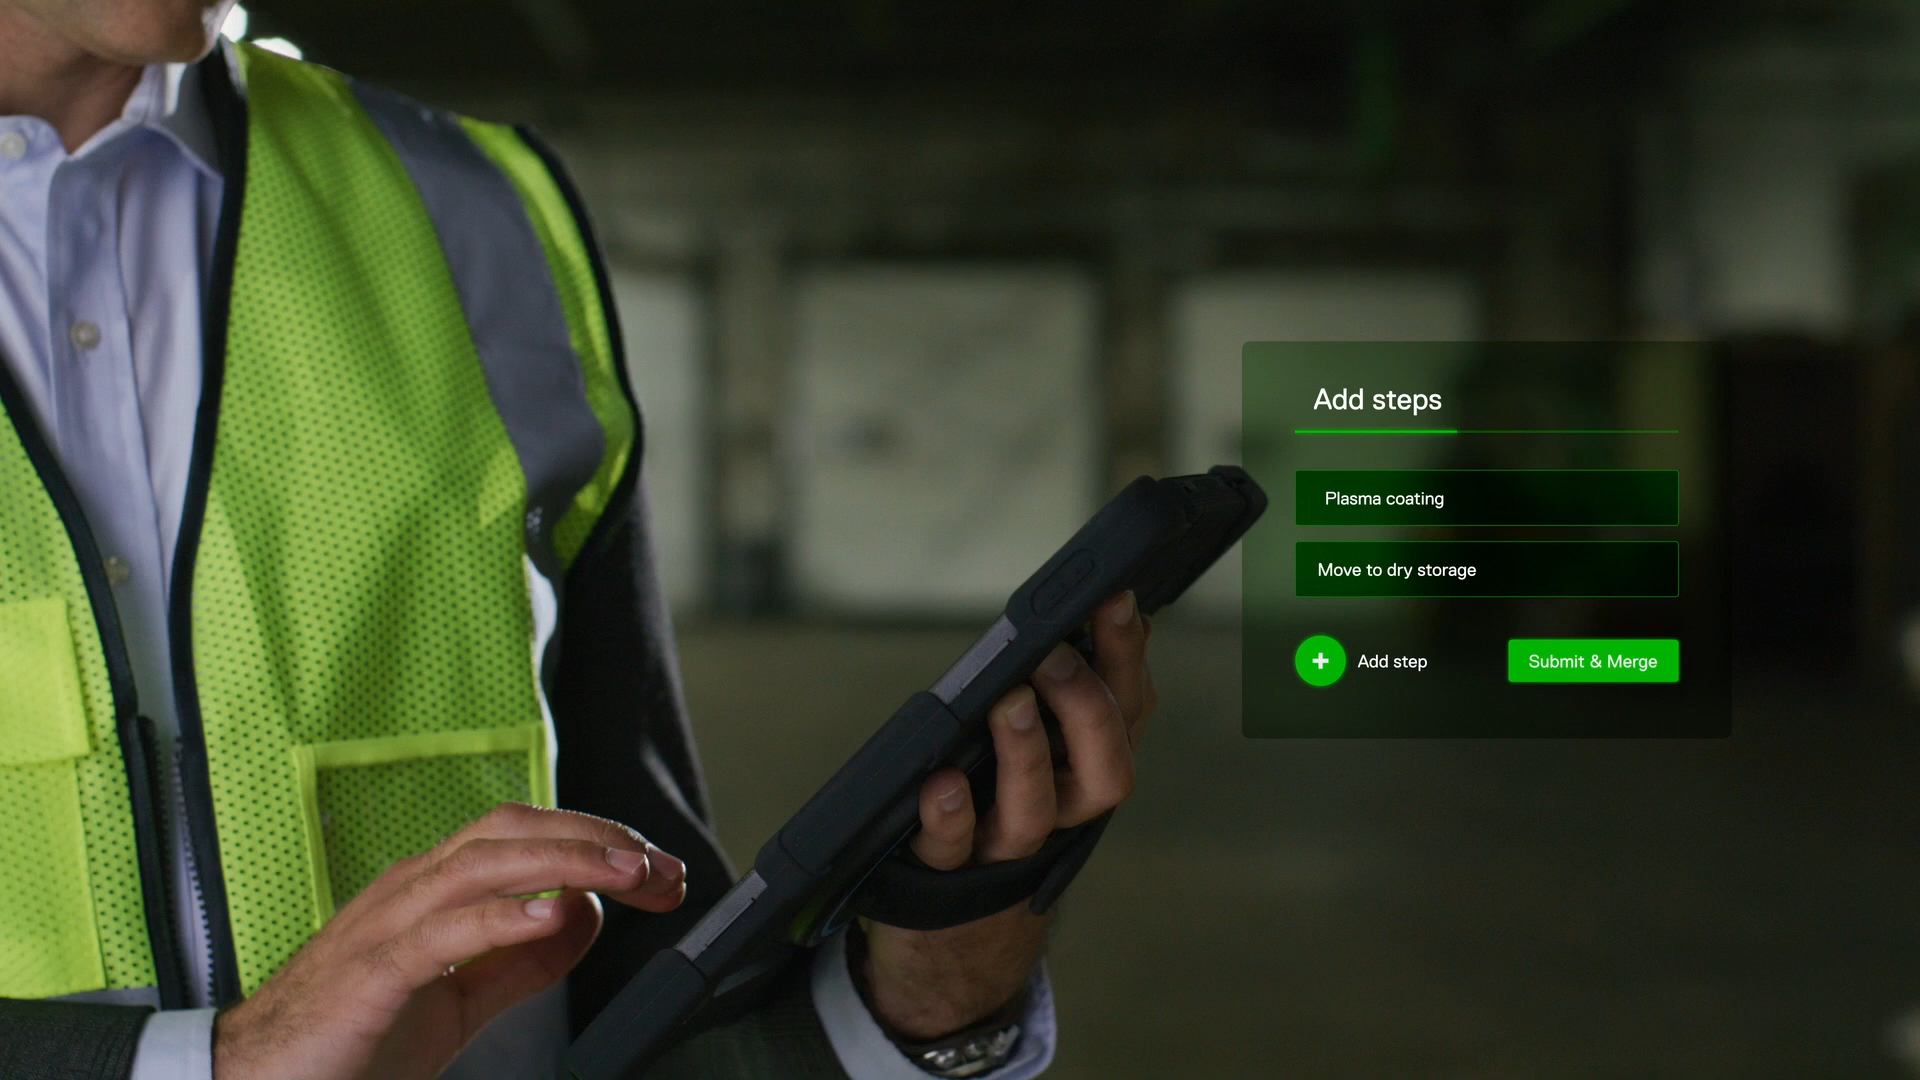 Add steps
Plasma coating
Move to dry storage
+ Add step
Submit & Merge